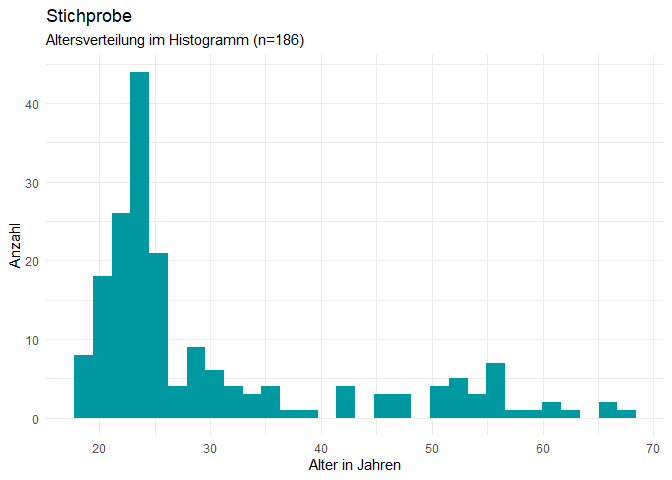 Stichprobe
Altersverteilung im Histogramm (n=186)
Anzahl
40
30
20
10
0
20 30 40 50 60 70
Alter in Jahren